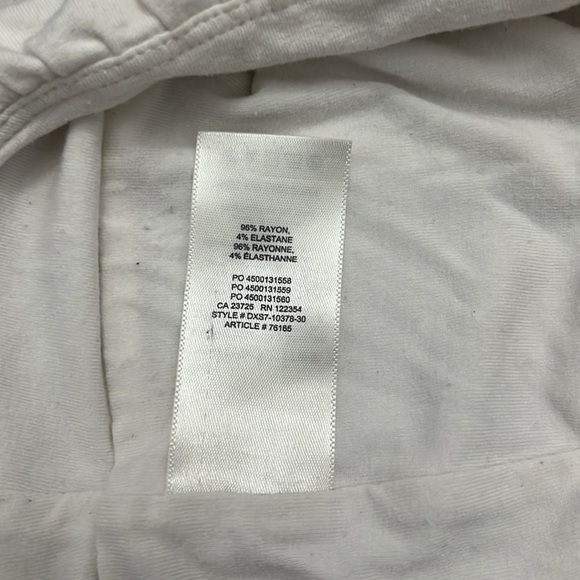 96% RAYON,
4% ELASTANE
96% RAYONNE,
4% ÉLASTHANNE
PO 4500131558
PO 4500131559
PO 4500131560
CA 23725 RN 122354
STYLE # DXS7-10378-30
ARTICLE # 76165